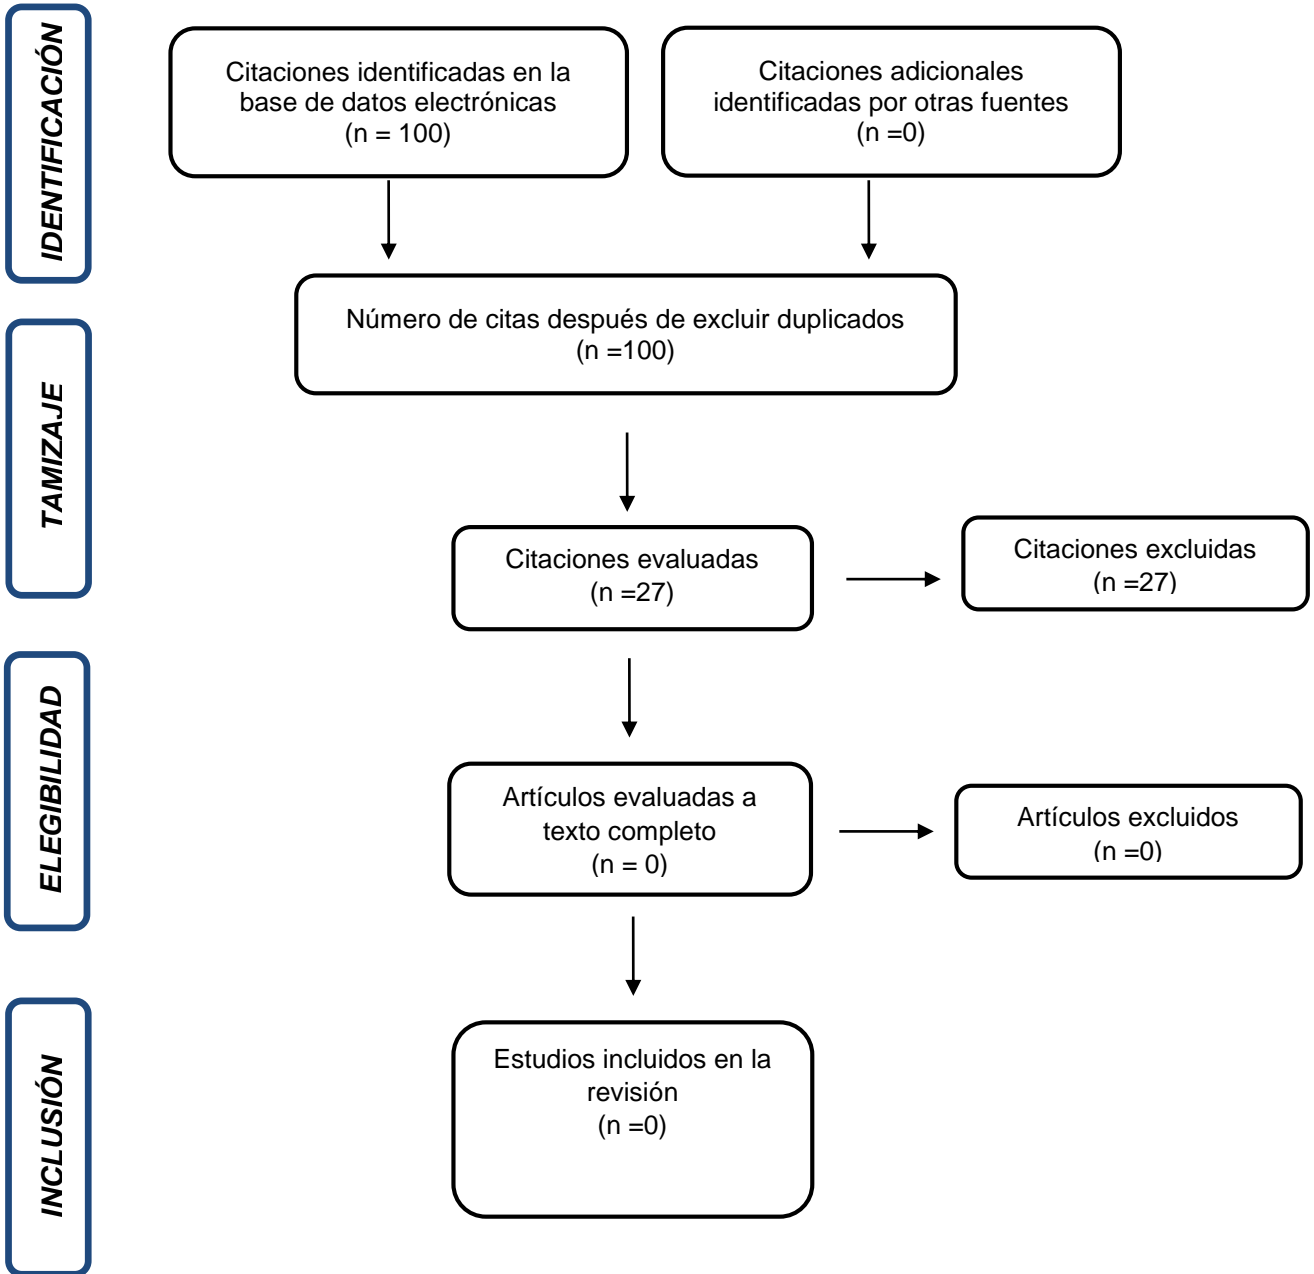 IDENTIFICACIÓN
Citaciones identificadas en la
base de datos electrónicas
(n = 100)
Citaciones adicionales
identificadas por otras fuentes
(n =0)
Número de citas después de excluir duplicados
(n =100)
TAMIZAJE
Citaciones evaluadas
(n =27)
Citaciones excluidas
(n =27)
ELEGIBILIDAD
Artículos evaluadas a
texto completo
(n = 0)
Artículos excluidos
(n =0)
INCLUSIÓN
Estudios incluidos en la
revisión
(n =0)